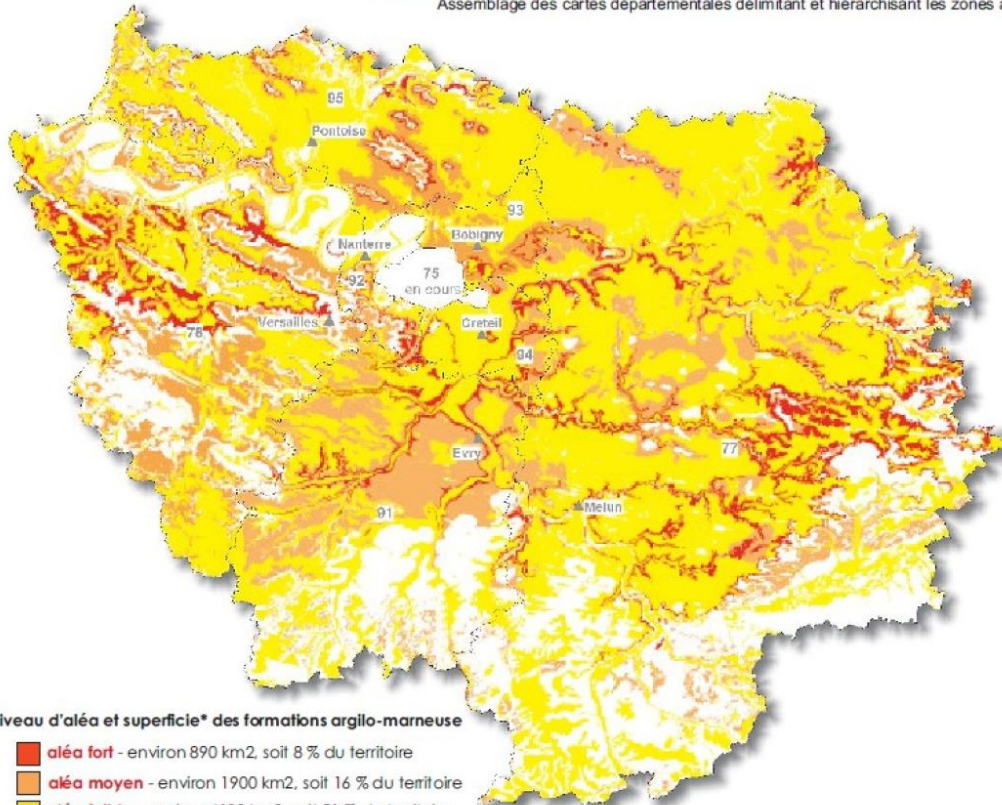 Assemblage des cartes départementales délimitant et hiérarchisant les zones
95
Pontoise
93
Nanterre
Bobigny
92
75
en cours
Versailles
78
Creteil
94
Evry
77
91
Melun
iveau d'aléa et superficie* des formations argilo-marneuse
aléa fort - environ 890 km2, soit 8 % du territoire
aléa moyen - environ 1900 km2, soit 16 % du territoire